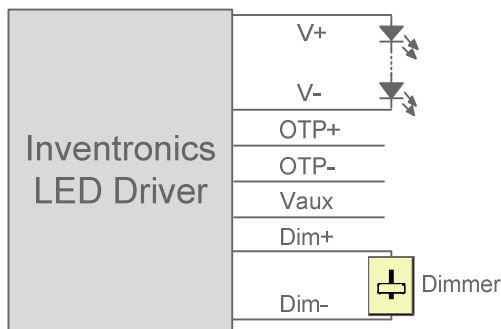 Inventronics
LED Driver
V+
V-
OTP+
OTP-
Vaux
Dim+
Dim-
Dimmer